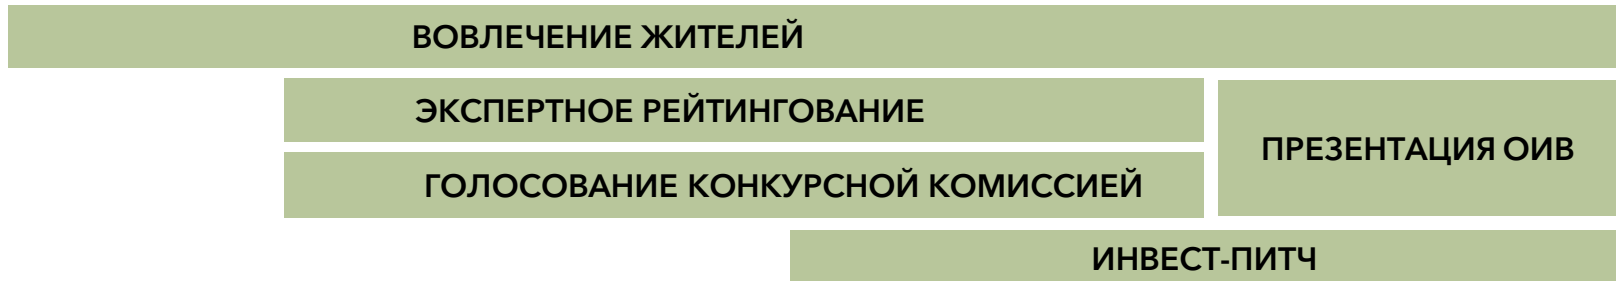 ВОВЛЕЧЕНИЕ ЖИТЕЛЕЙ
ЭКСПЕРТНОЕ РЕЙТИНГОВАНИЕ
ПРЕЗЕНТАЦИЯ ОИВ
ГОЛОСОВАНИЕ КОНКУРСНОЙ КОМИССИЕЙ
ИНВЕСТ-ПИТЧ